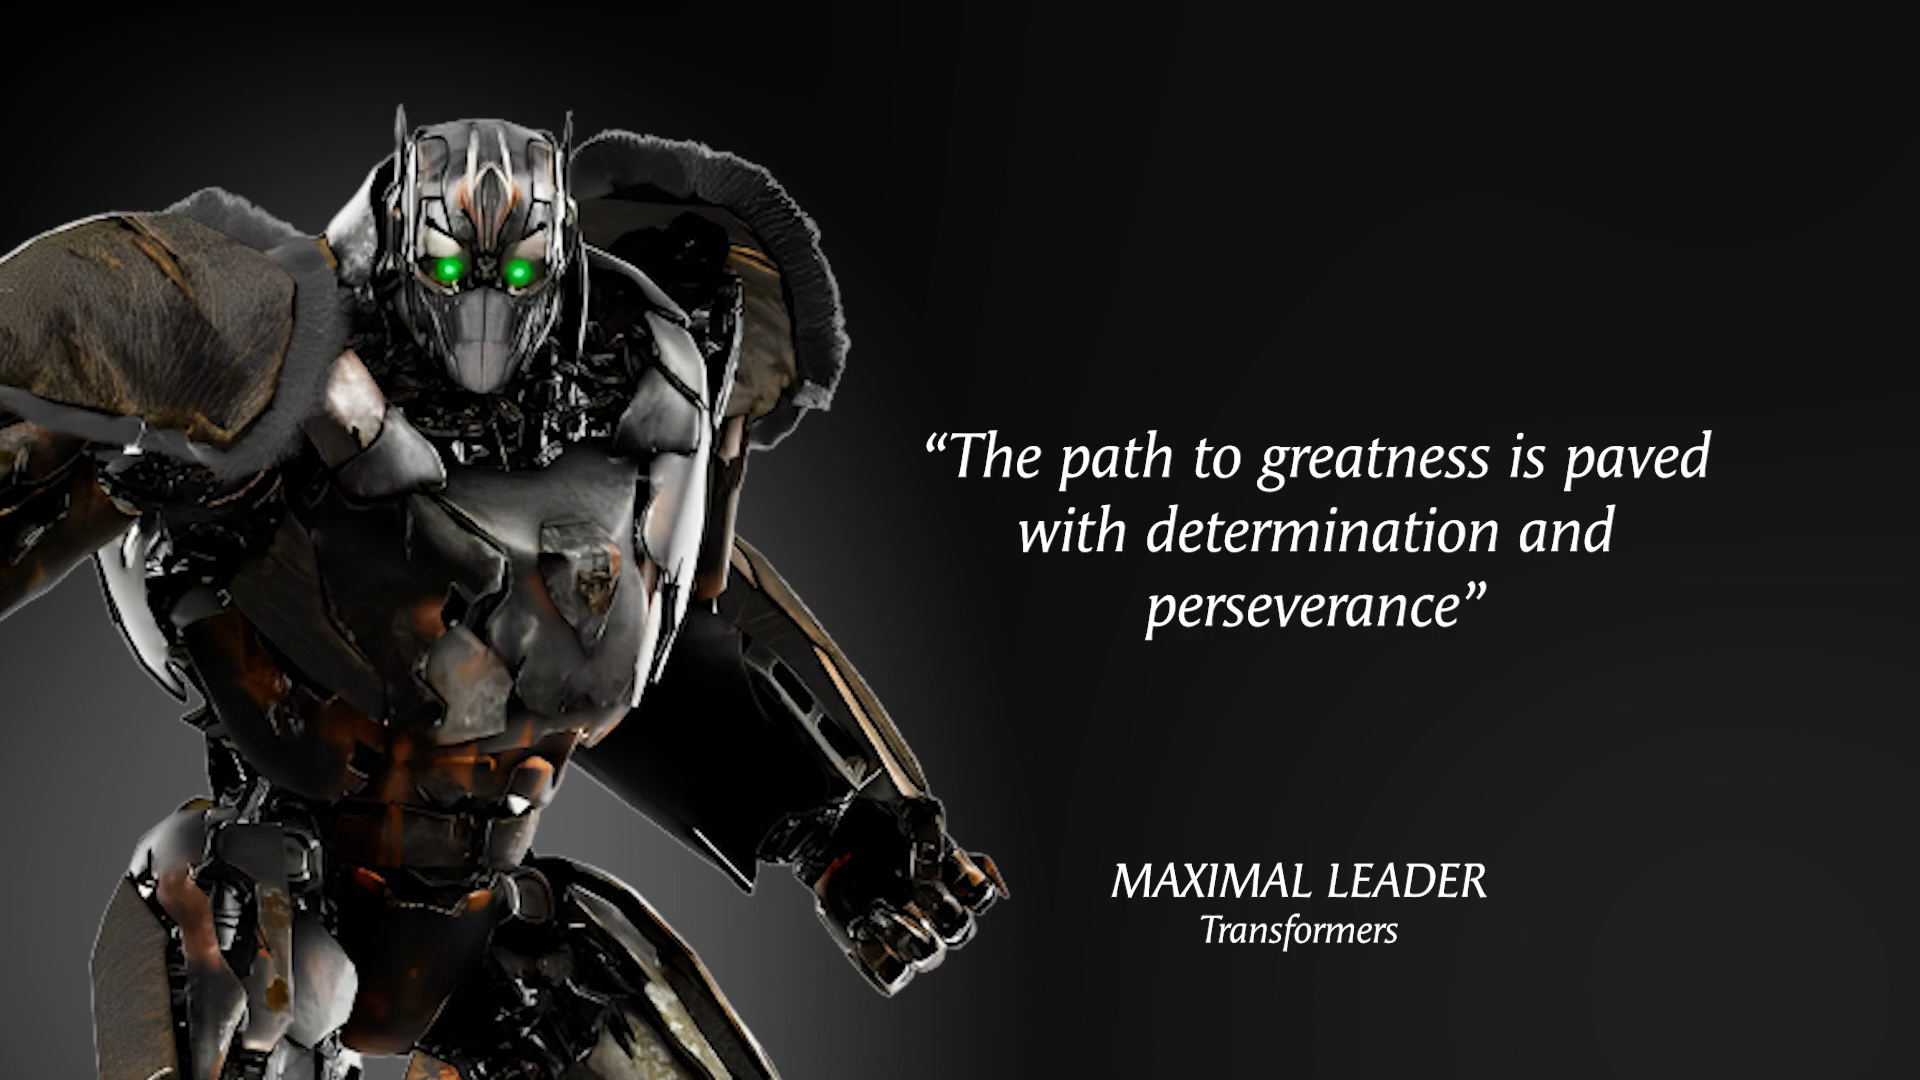 “The path to greatness is paved
with determination and
perseverance”
MAXIMAL LEADER
Transformers